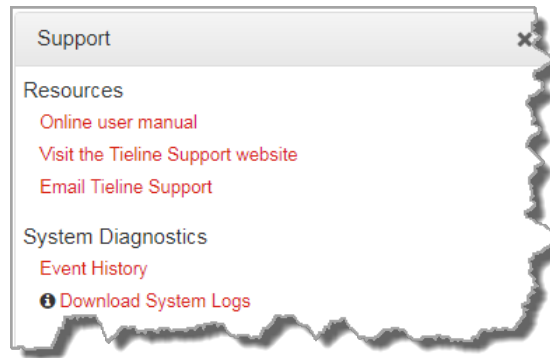 Support
Resources
Online user manual
Visit the Tieline Support website
Email Tieline Support
System Diagnostics
Event History
Download System Logs